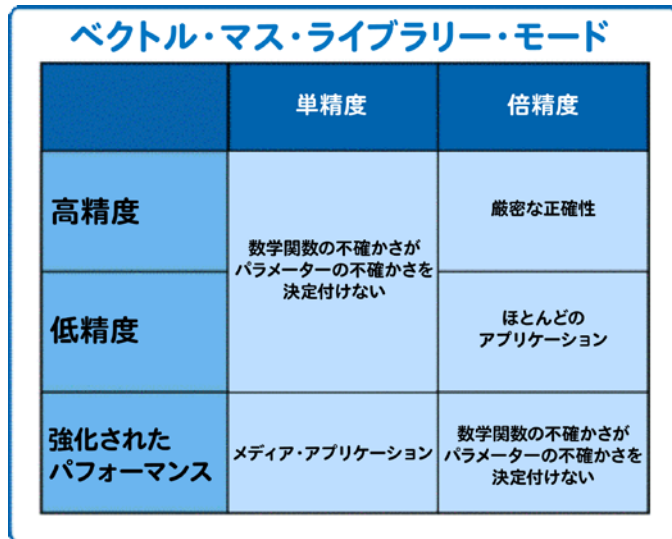 ベクトル・マス・ライブラリー・モード
単精度
倍精度
高精度
数学関数の不確かさが
パラメーターの不確かさを
決定付けない
厳密な正確性
低精度
ほとんどの
アプリケーション
強化された
パフォーマンス
メディア・アプリケーション
数学関数の不確かさが
パラメーターの不確かさを
決定付けない